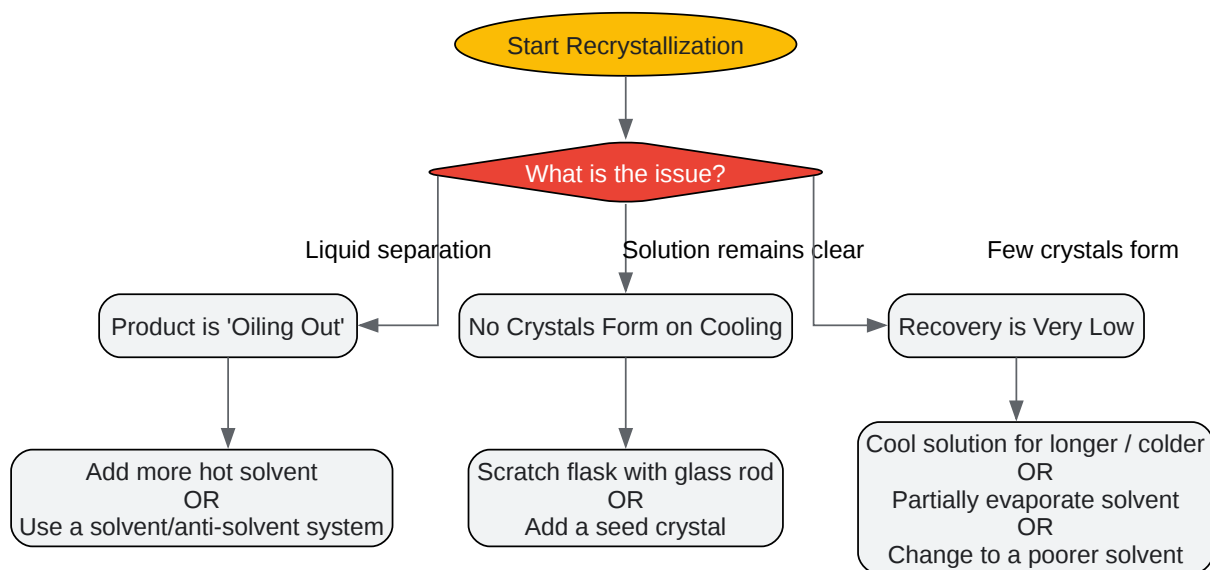 Start Recrystallization
What is the issue?
Liquid separation
Solution remains clear
Few crystals form
Product is 'Oiling Out'
No Crystals Form on Cooling
Recovery is Very Low
Add more hot solvent
OR
Use a solvent/anti-solvent system
Scratch flask with glass rod
OR
Add a seed crystal
Cool solution for longer / colder
OR
Partially evaporate solvent
OR
Change to a poorer solvent